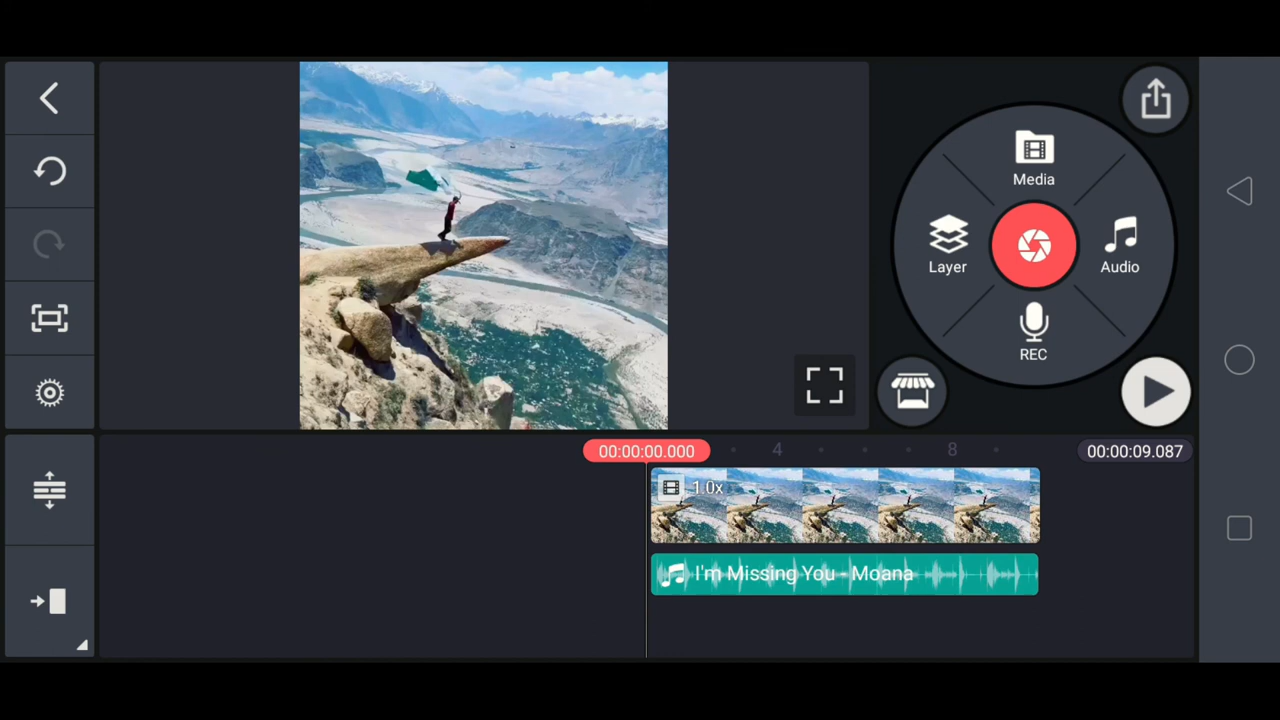 Media
Layer
Audio
REC
00:00:00.000
4
8
00:00:09.087
1.0x
I'm Missing You - Moana